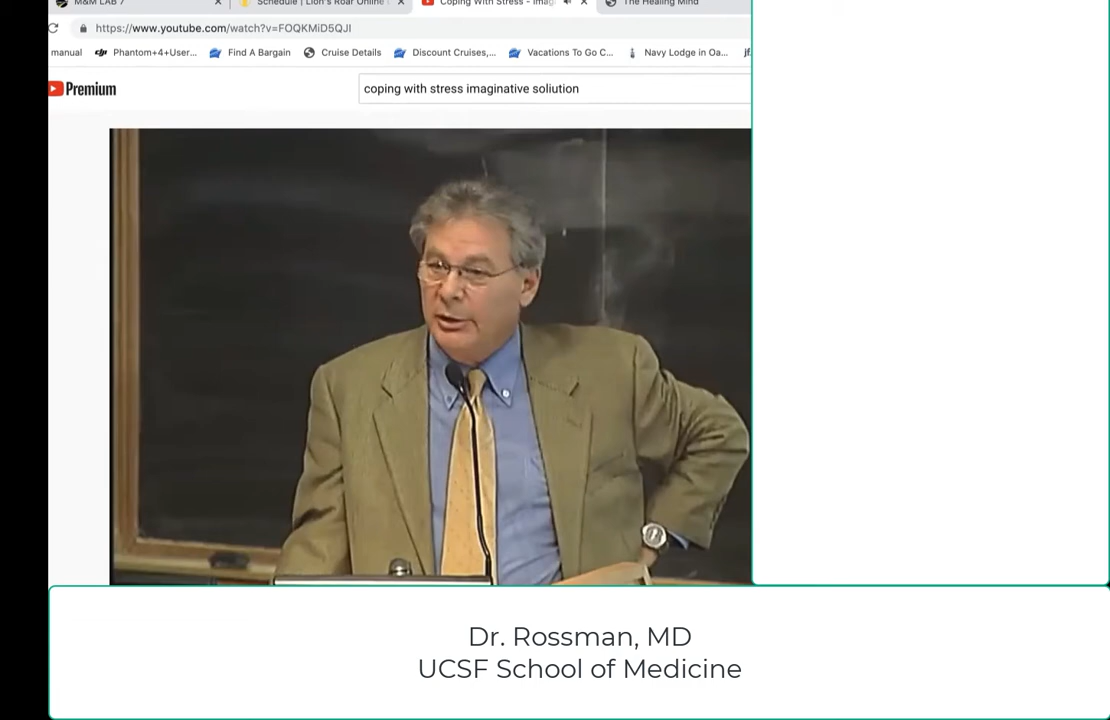 M&M LAB 7
Schedule | Lion's Roar Online
Coping With Stress - Imag
The Healing Mind
https://www.youtube.com/watch?v=FOQKMiD5QJI
manual
Phantom+4+User...
Find A Bargain
Cruise Details
Discount Cruises,...
Vacations To Go C...
Navy Lodge in Oa...
jf
Premium
coping with stress imaginative soliution
Dr. Rossman, MD
UCSF School of Medicine